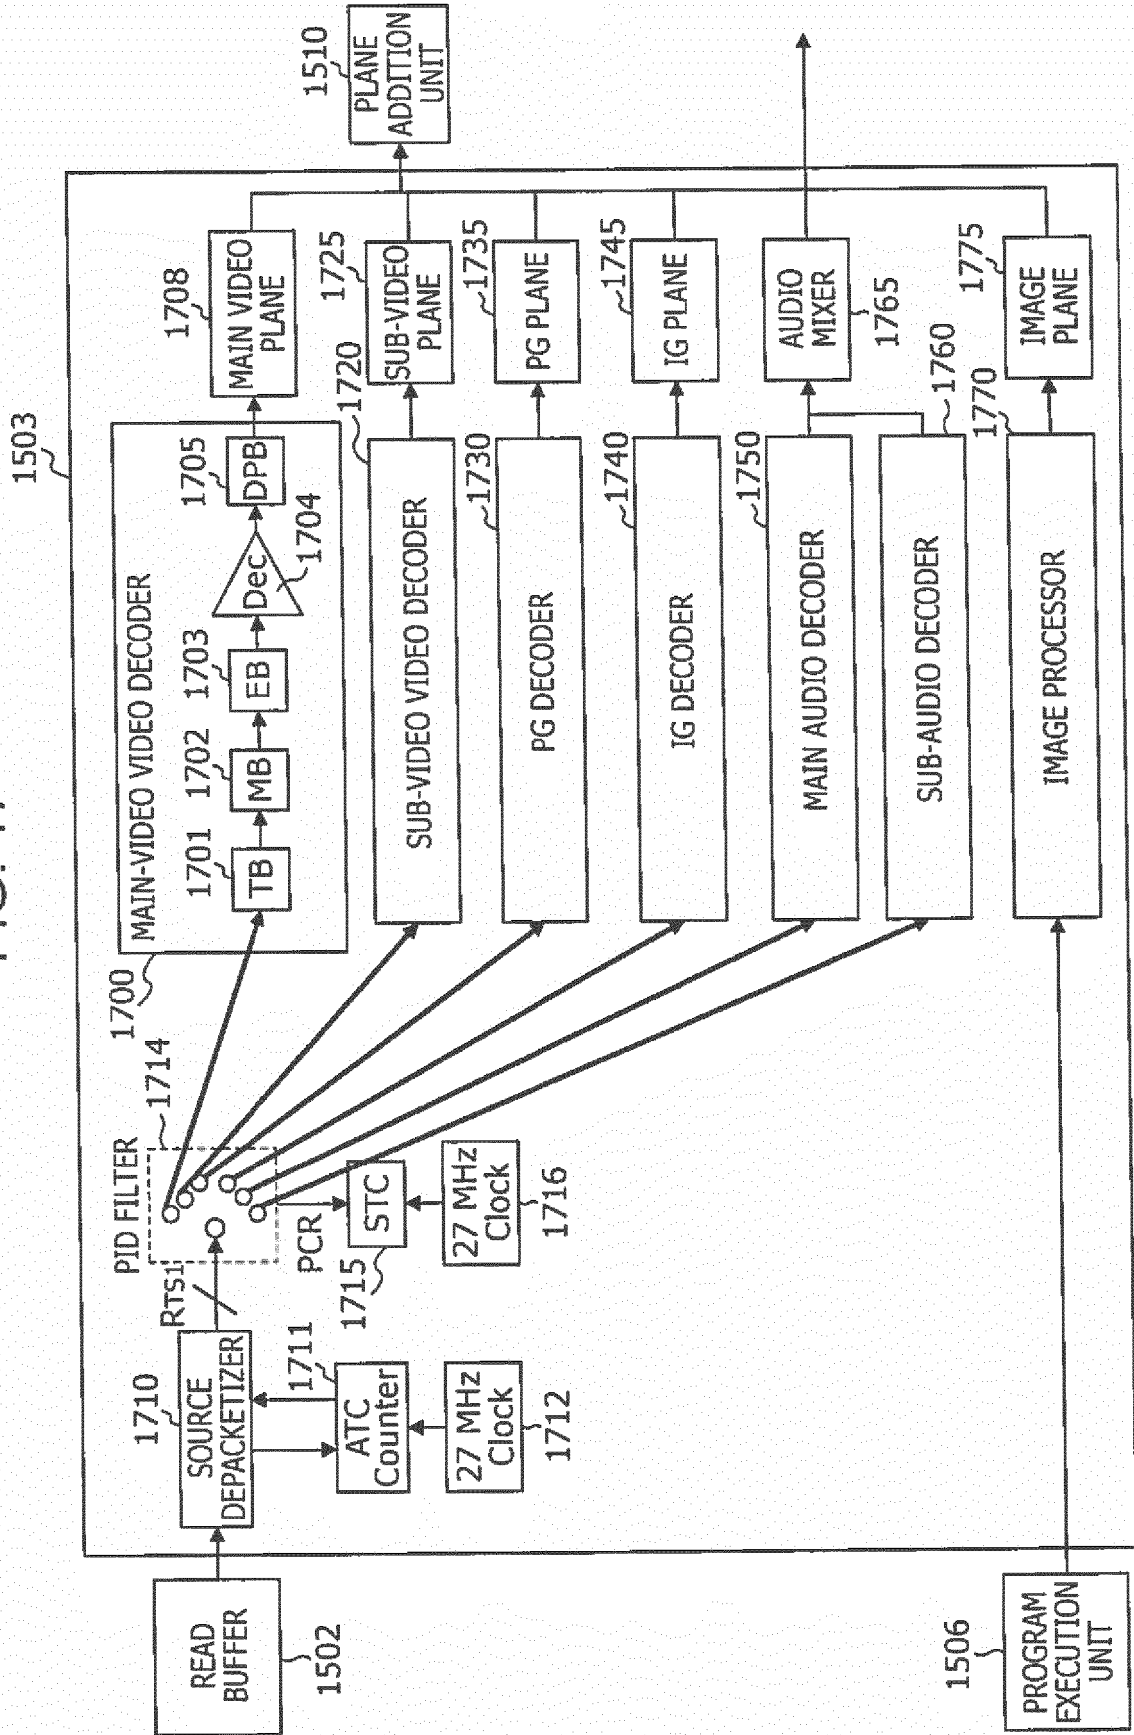 FIG. 17
1503
READ
BUFFER
1502
1710
SOURCE
DEPACKETIZER
RTS1
1711
ATC
Counter
27 MHz
Clock
1712
PID FILTER
1714
PCR
STC
1715
27 MHz
Clock
1716
1700
MAIN-VIDEO VIDEO DECODER
1701
TB
1702
MB
1703
EB
Dec
1704
1705
DPB
1708
MAIN VIDEO
PLANE
1510
PLANE
ADDITION
UNIT
SUB-VIDEO VIDEO DECODER
1720
SUB-VIDEO
PLANE
1725
PG DECODER
1730
PG PLANE
1735
IG DECODER
1740
IG PLANE
1745
MAIN AUDIO DECODER
1750
AUDIO
MIXER
1765
SUB-AUDIO DECODER
1760
IMAGE PROCESSOR
1770
IMAGE
PLANE
1775
1506
PROGRAM
EXECUTION
UNIT